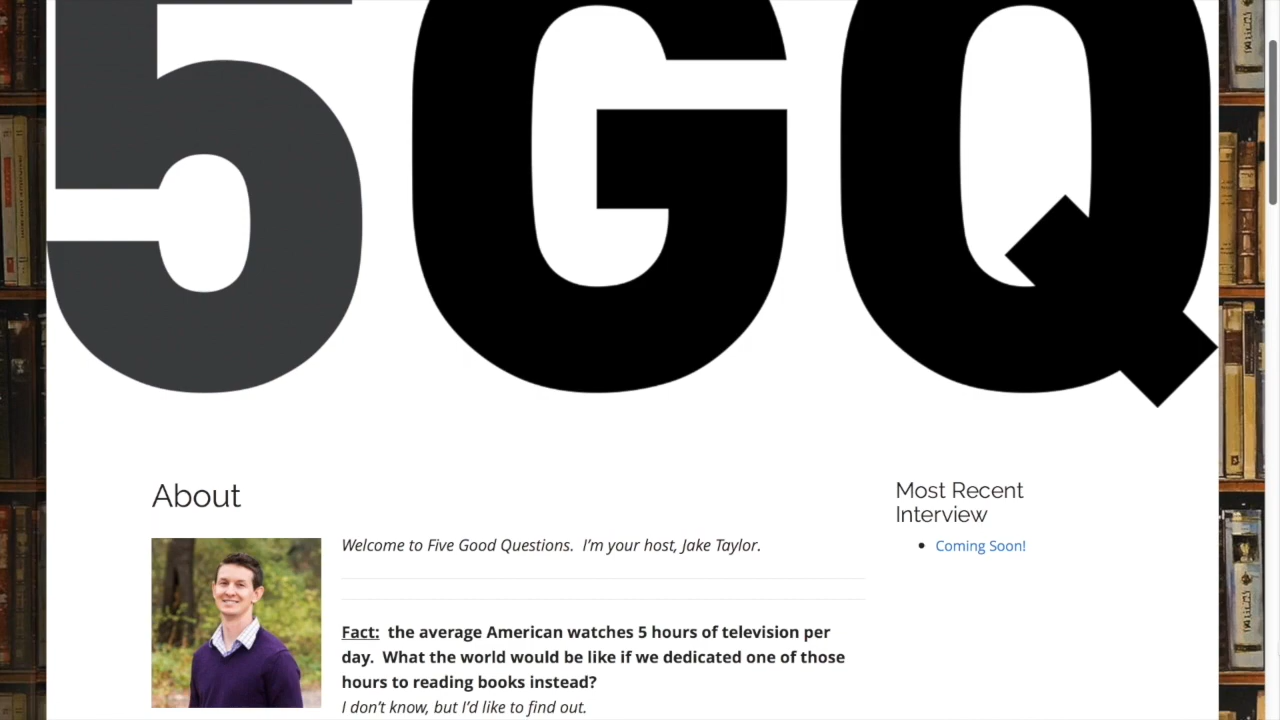 5GQ
About
Most Recent
Interview
Coming Soon!
Welcome to Five Good Questions.  I'm your host, Jake Taylor.
Fact:  the average American watches 5 hours of television per
day.  What the world would be like if we dedicated one of those
hours to reading books instead?
I don't know, but I'd like to find out.